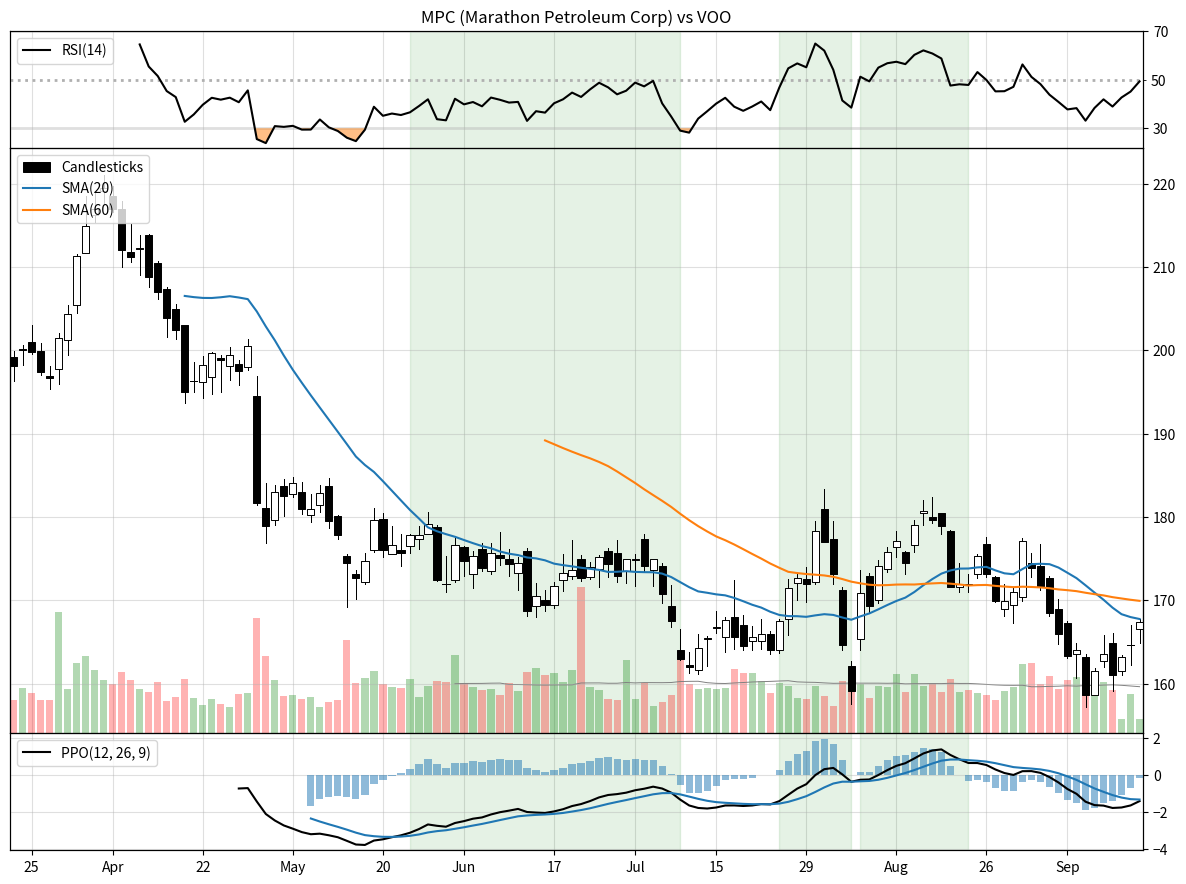 MPC (Marathon Petroleum Corp) vs VOO
RSI(14)
70
50
30
Candlesticks
SMA(20)
SMA(60)
220
210
200
190
180
170
160
PPO(12, 26, 9)
2
0
−2
−4
25 Apr 22 May 20 Jun 17 Jul 15 29 Aug 26 Sep